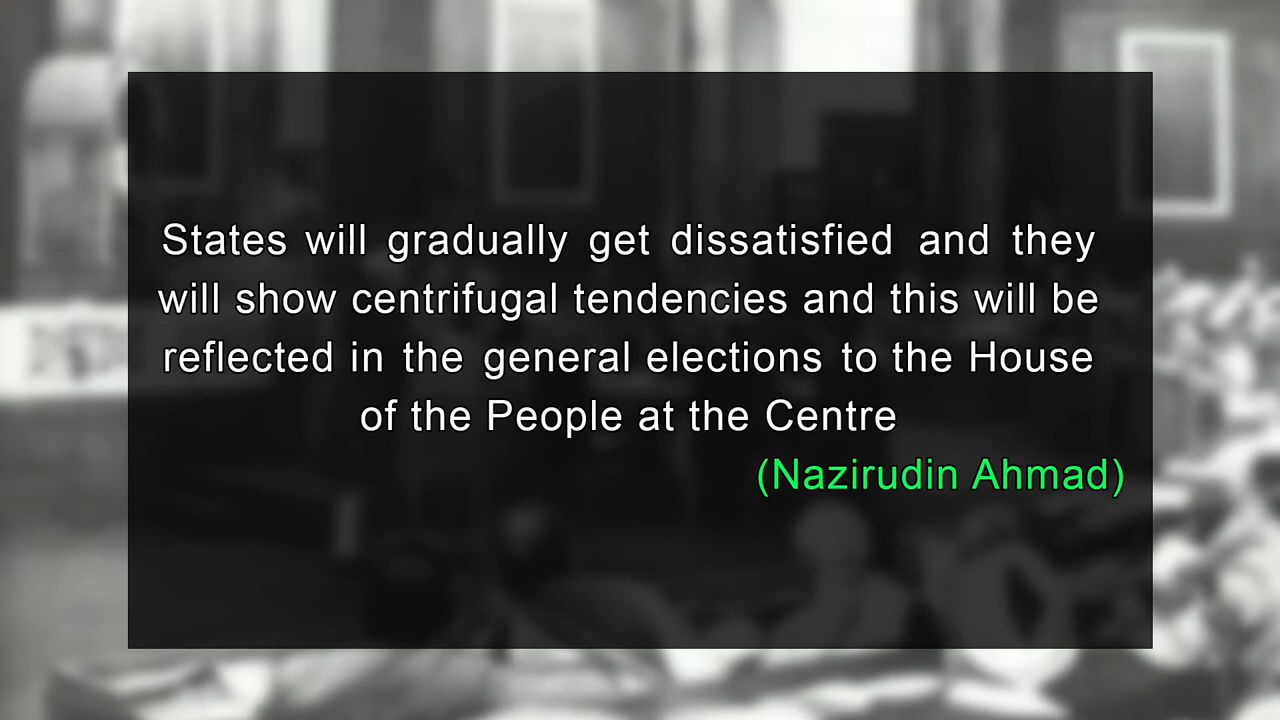 States will gradually get dissatisfied and they
will show centrifugal tendencies and this will be
reflected in the general elections to the House
of the People at the Centre
(Nazirudin Ahmad)